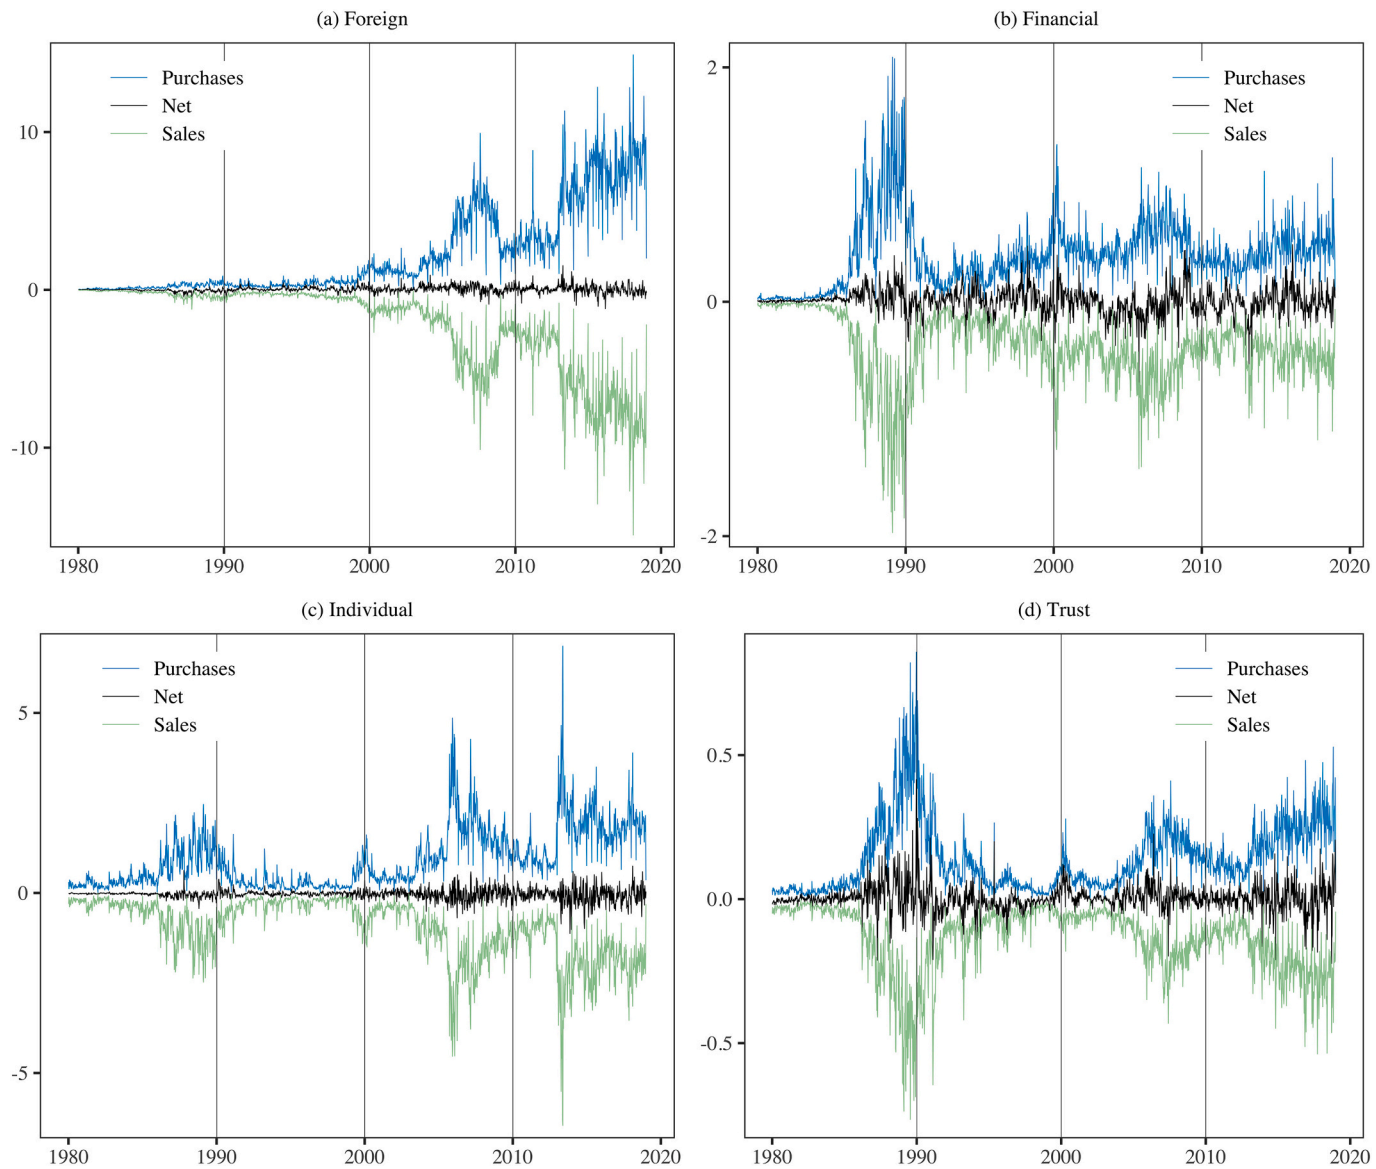 (a) Foreign
Purchases
Net
Sales
10
0
-10
1980 1990 2000 2010 2020
(b) Financial
Purchases
Net
Sales
2
0
-2
1980 1990 2000 2010 2020
(c) Individual
Purchases
Net
Sales
5
0
-5
1980 1990 2000 2010 2020
(d) Trust
Purchases
Net
Sales
0.5
0.0
-0.5
1980 1990 2000 2010 2020